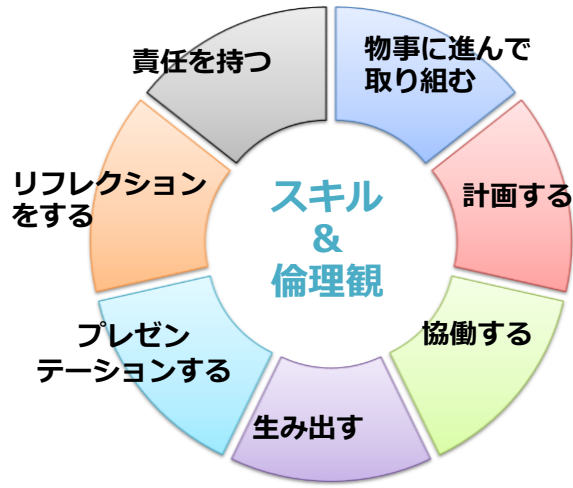 物事に進んで
取り組む
計画する
協働する
生み出す
プレゼン
テーションする
リフレクション
をする
責任を持つ
スキル
&
倫理観